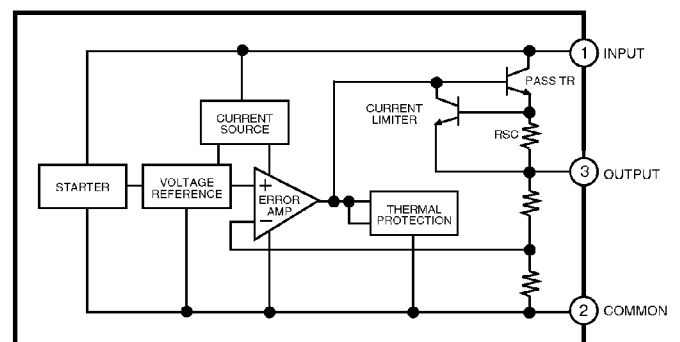 1 INPUT
PASS TR
CURRENT
LIMITER
CURRENT
SOURCE
RSC
3 OUTPUT
STARTER
VOLTAGE
REFERENCE
+
ERROR
AMP
−
THERMAL
PROTECTION
2 COMMON